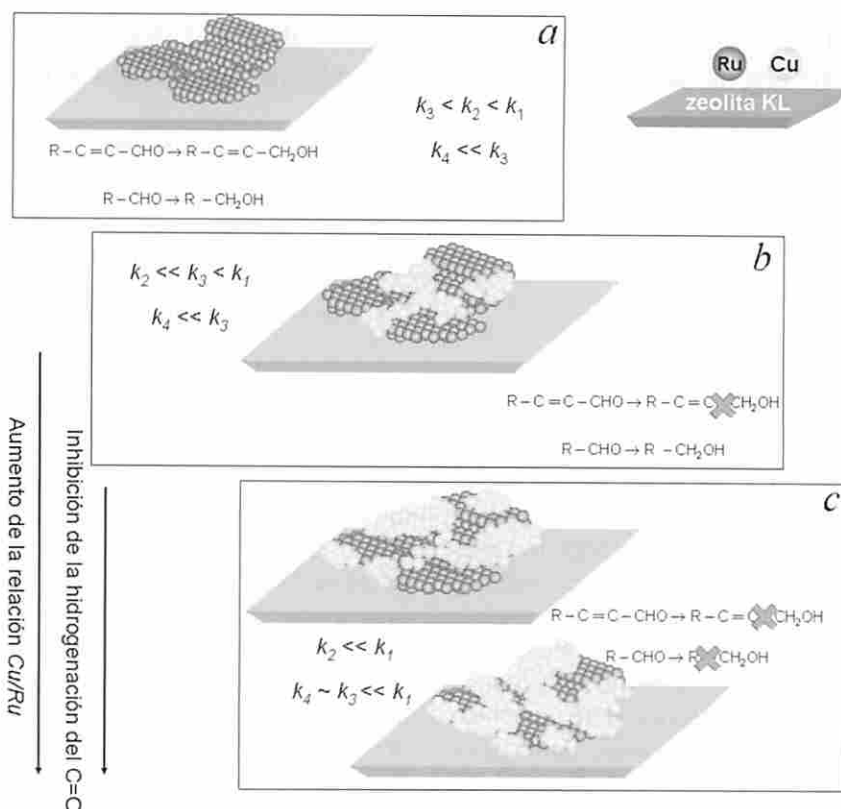 a
k₃ < k₂ < k₁
k₄ << k₃
R－C=C－CHO → R－C=C－CH₂OH
R－CHO → R －CH₂OH
Ru Cu
zeolita KL
b
k₂ << k₃ < k₁
k₄ << k₃
R－C=C－CHO → R－C=C CH₂OH
R－CHO → R －CH₂OH
c
R－C=C－CHO → R－C=C CH₂OH
R－CHO → R CH₂OH
k₂ << k₁
k₄ ~ k₃ << k₁
Aumento de la relación Cu/Ru
Inhibición de la hidrogenación del C=C